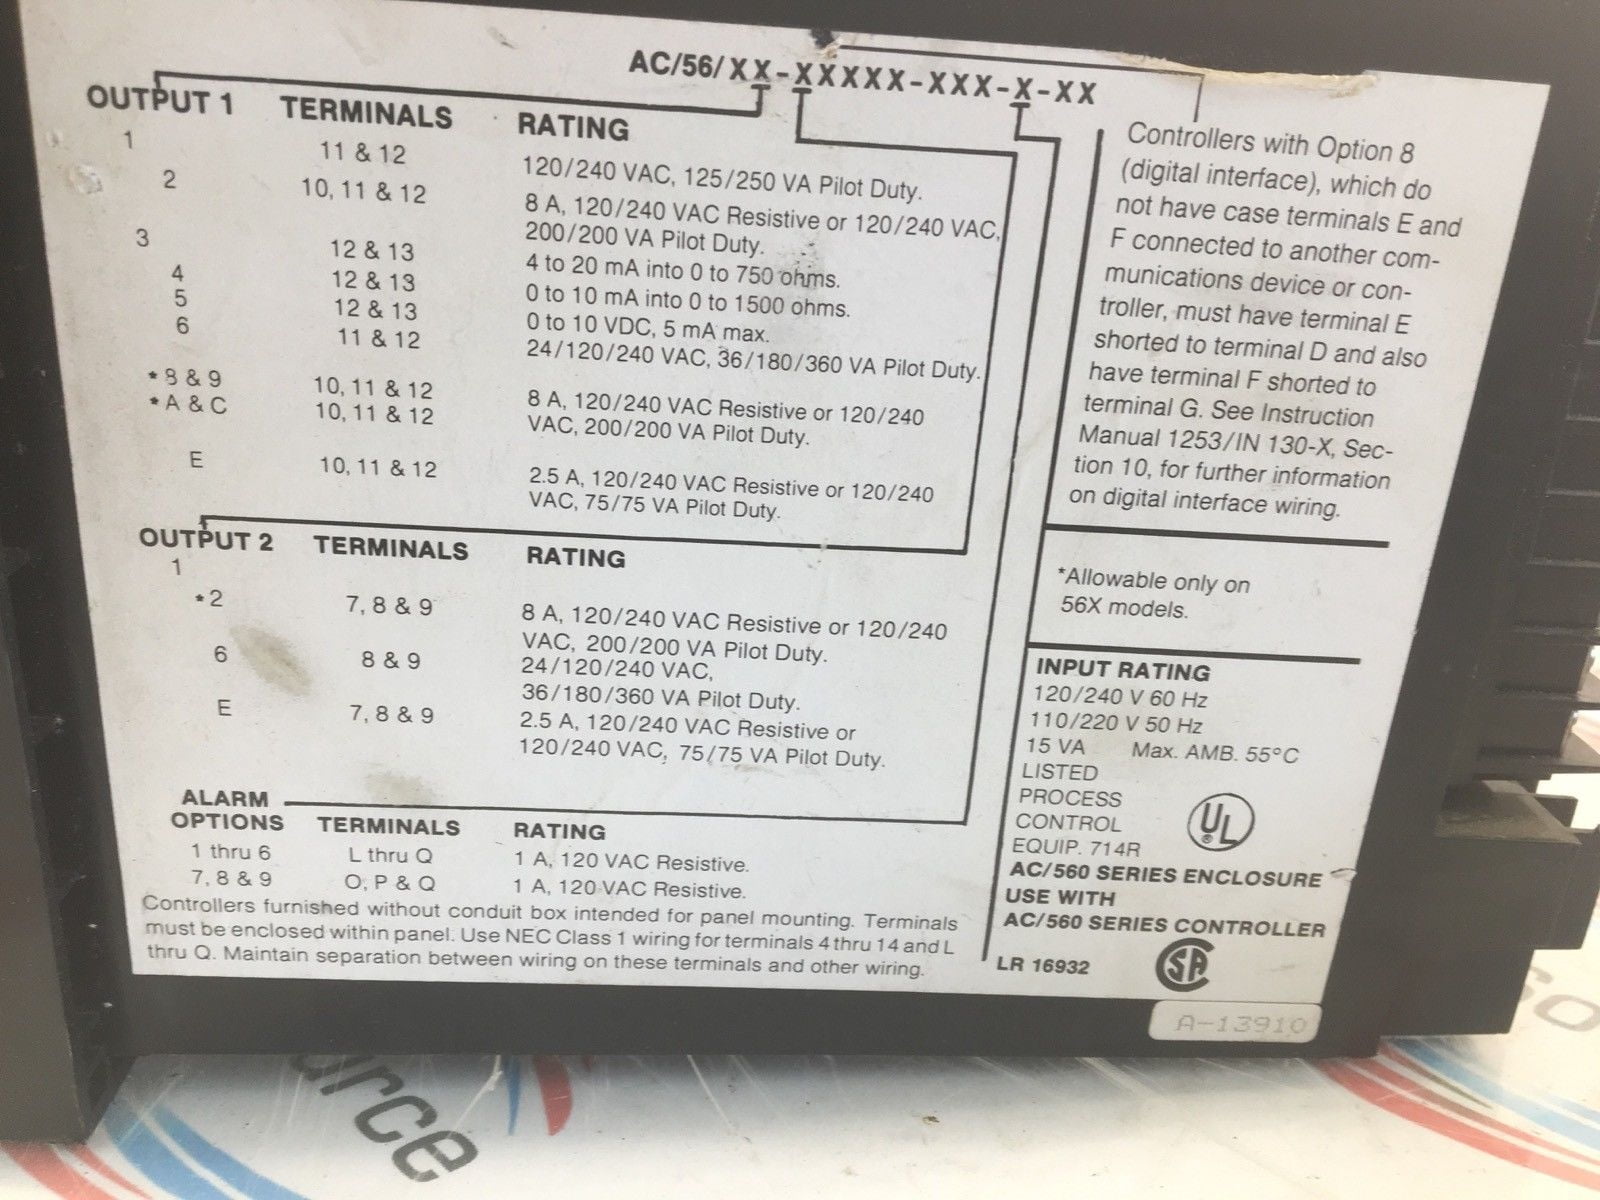 AC/56/XX-XXXXX-XXX-X-XX
OUTPUT 1 TERMINALS RATING
1 11 & 12 120/240 VAC, 125/250 VA Pilot Duty.
2 10, 11 & 12 8 A, 120/240 VAC Resistive or 120/240 VAC,
200/200 VA Pilot Duty.
3 12 & 13 4 to 20 mA into 0 to 750 ohms.
4 12 & 13 0 to 10 mA into 0 to 1500 ohms.
5 12 & 13 0 to 10 VDC, 5 mA max.
6 11 & 12 24/120/240 VAC, 36/180/360 VA Pilot Duty.
*8 & 9 10, 11 & 12 8 A, 120/240 VAC Resistive or 120/240
*A & C 10, 11 & 12 VAC, 200/200 VA Pilot Duty.
E 10, 11 & 12 2.5 A, 120/240 VAC Resistive or 120/240
VAC, 75/75 VA Pilot Duty.
OUTPUT 2 TERMINALS RATING
1
*2 7, 8 & 9 8 A, 120/240 VAC Resistive or 120/240
VAC, 200/200 VA Pilot Duty.
6 8 & 9 24/120/240 VAC,
36/180/360 VA Pilot Duty.
E 7, 8 & 9 2.5 A, 120/240 VAC Resistive or
120/240 VAC, 75/75 VA Pilot Duty.
ALARM
OPTIONS TERMINALS RATING
1 thru 6 L thru Q 1 A, 120 VAC Resistive.
7, 8 & 9 O, P & Q 1 A, 120 VAC Resistive.
Controllers furnished without conduit box intended for panel mounting. Terminals
must be enclosed within panel. Use NEC Class 1 wiring for terminals 4 thru 14 and L
thru Q. Maintain separation between wiring on these terminals and other wiring.
Controllers with Option 8
(digital interface), which do
not have case terminals E and
F connected to another com-
munications device or con-
troller, must have terminal E
shorted to terminal D and also
have terminal F shorted to
terminal G. See Instruction
Manual 1253/IN 130-X, Sec-
tion 10, for further information
on digital interface wiring.
*Allowable only on
56X models.
INPUT RATING
120/240 V 60 Hz
110/220 V 50 Hz
15 VA Max. AMB. 55°C
LISTED
PROCESS
CONTROL
EQUIP. 714R
UL ®
AC/560 SERIES ENCLOSURE
USE WITH
AC/560 SERIES CONTROLLER
LR 16932 SA
A-13910
urce
so